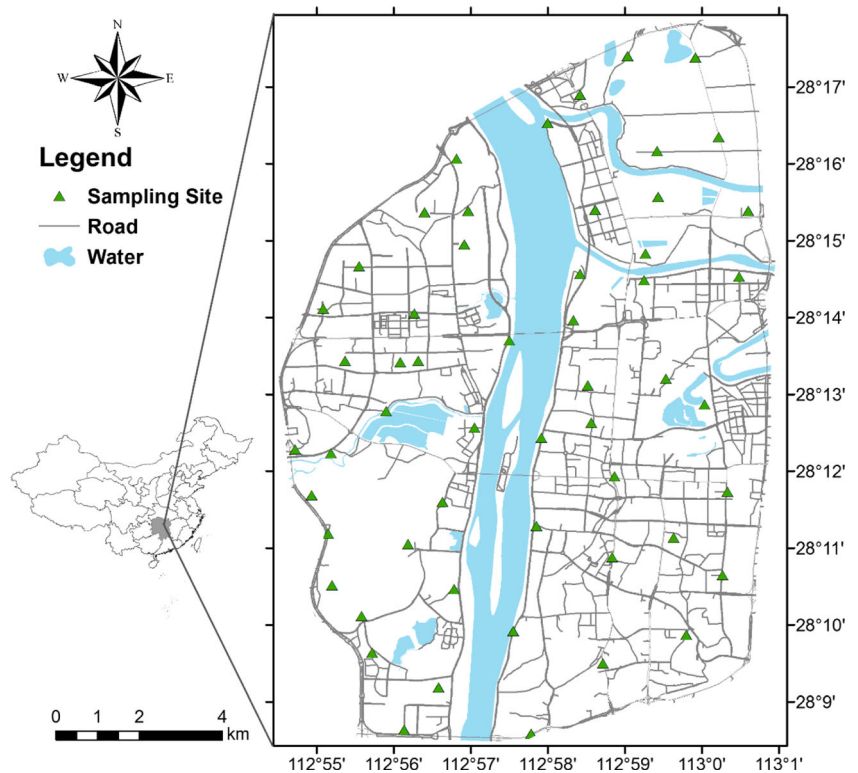 N
W E
S
Legend
Sampling Site
Road
Water
0 1 2 4
km
28°17'
28°16'
28°15'
28°14'
28°13'
28°12'
28°11'
28°10'
28°9'
112°55' 112°56' 112°57' 112°58' 112°59' 113°0' 113°1'